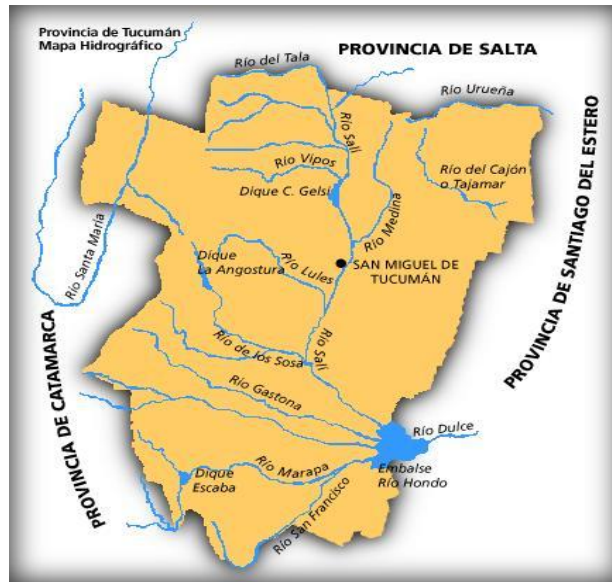 Provincia de Tucumán
Mapa Hidrográfico
PROVINCIA DE SALTA
Río del Tala
Río Urueña
Río Salí
Río Vipos
Río del Cajón
o Tajamar
Dique C. Gelsi
Río Medina
PROVINCIA DE SANTIAGO DEL ESTERO
Río Santa María
Dique
La Angostura
Río Lules
SAN MIGUEL DE
TUCUMÁN
Río Salí
Río de los Sosa
PROVINCIA DE CATAMARCA
Río Gastona
Río Dulce
Río Marapa
Embalse
Río Hondo
Dique
Escaba
Río San Francisco